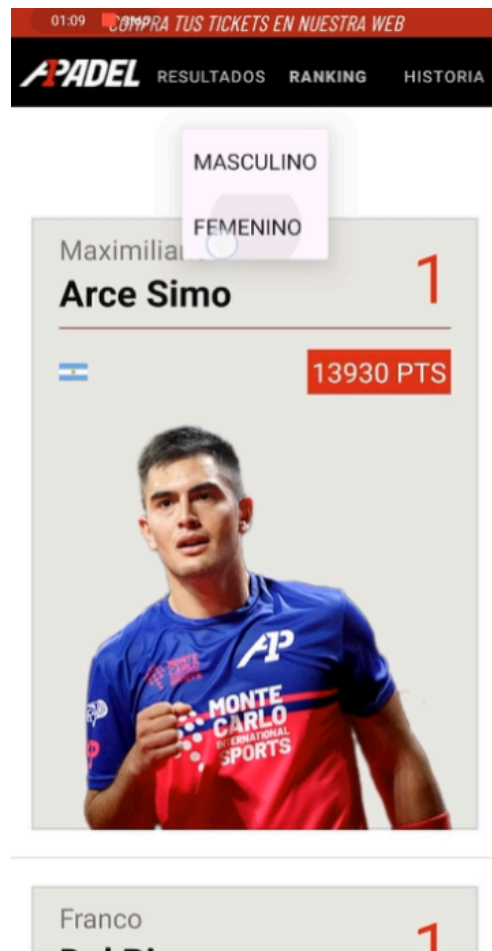 01:09
COMPRA TUS TICKETS EN NUESTRA WEB
APADEL RESULTADOS RANKING HISTORIA
MASCULINO
FEMENINO
Arce Simo
1
13930 PTS
AP
MONTE
CARLO
INTERNATIONAL
SPORTS
Franco
1